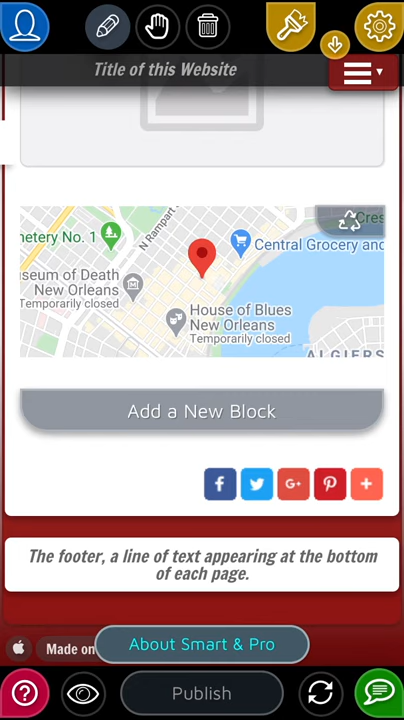 Title of this Website
N Rampart
Cres
metery No. 1
Central Grocery and
seum of Death
New Orleans
Temporarily closed
House of Blues
New Orleans
Temporarily closed
ALGIERS
Add a New Block
f
G+
+
The footer, a line of text appearing at the bottom
of each page.
Made on
About Smart & Pro
?
Publish